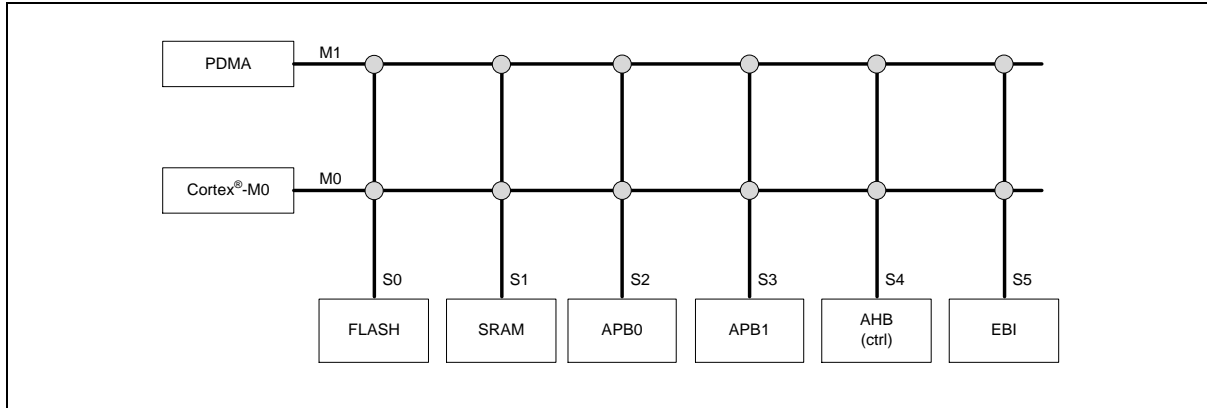 PDMA
M1
Cortex®-M0
M0
S0
S1
S2
S3
S4
S5
FLASH
SRAM
APB0
APB1
AHB
(ctrl)
EBI